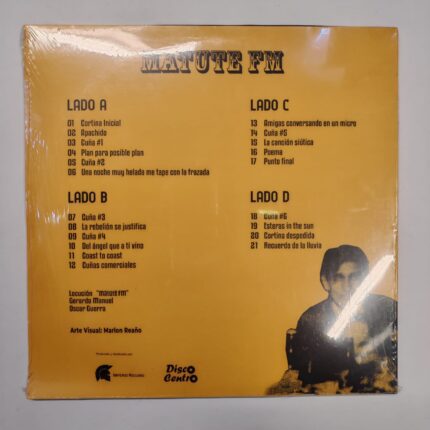 MATUTE FM
LADO A
01 Cortina Inicial
02 Apachido
03 Cuña #1
04 Plan para posible plan
05 Cuña #2
06 Una noche muy helada me tape con la frazada
LADO B
07 Cuña #3
08 La rebelión se justifica
09 Cuña #4
10 Del ángel que a ti vino
11 Coast to coast
12 Cuñas comerciales
LADO C
13 Amigos conversando en un micro
14 Cuña #5
15 La canción siútica
16 Poema
17 Punto final
LADO D
18 Cuña #6
19 Esteros in the sun
20 Cortina despedida
21 Recuerdo de la lluvia
Locución "matute fm"
Gerardo Manuel
Oscar Guerra
Arte Visual: Marlon Reaño
Disco Centro